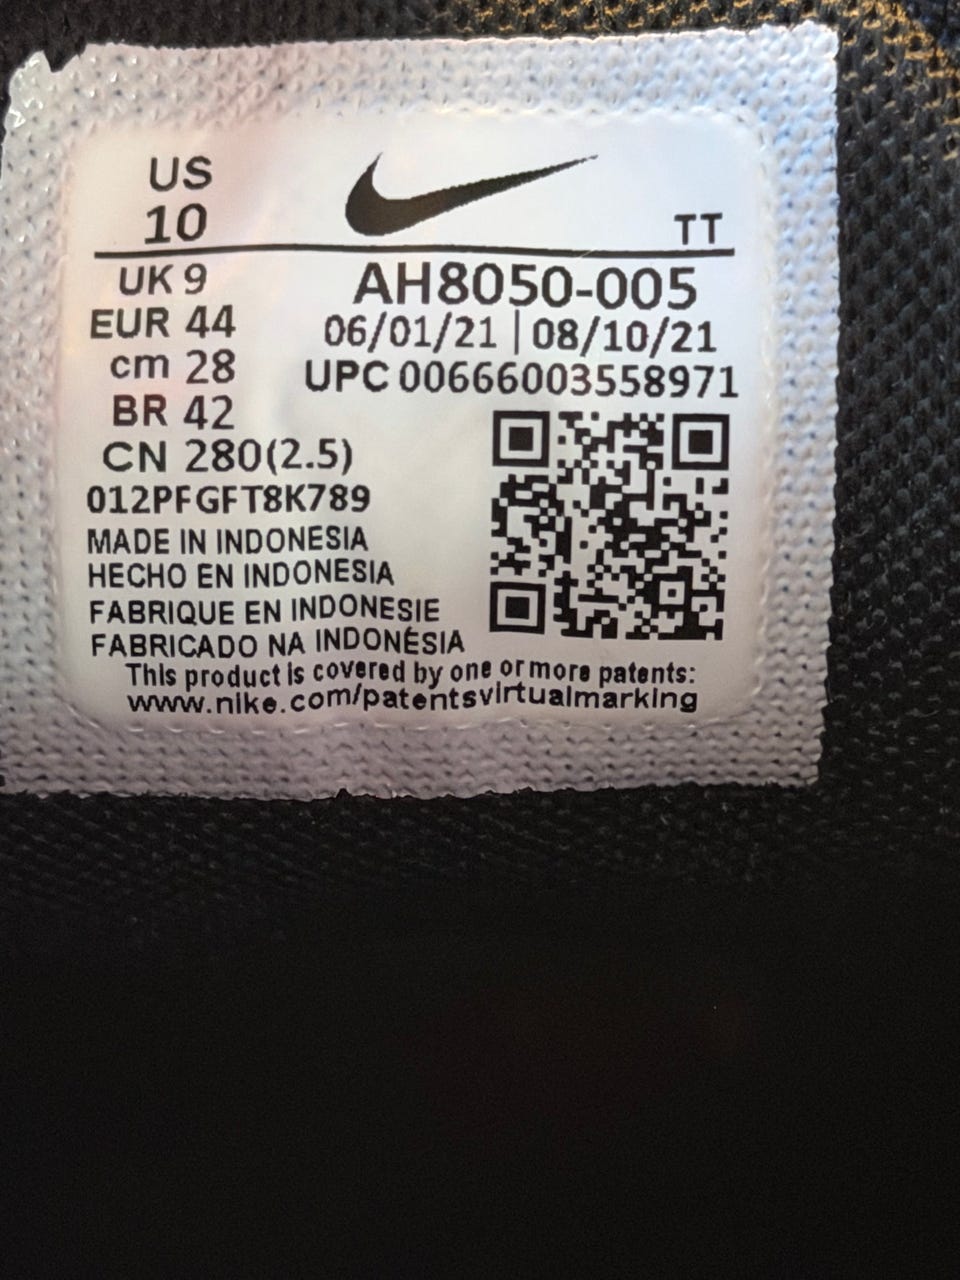 US
10
TT
UK 9
AH8050-005
EUR 44
06/01/21 | 08/10/21
cm 28
UPC 00666003558971
BR 42
CN 280(2.5)
012PFGFT8K789
MADE IN INDONESIA
HECHO EN INDONESIA
FABRIQUE EN INDONESIE
FABRICADO NA INDONÉSIA
This product is covered by one or more patents:
www.nike.com/patentsvirtualmarking